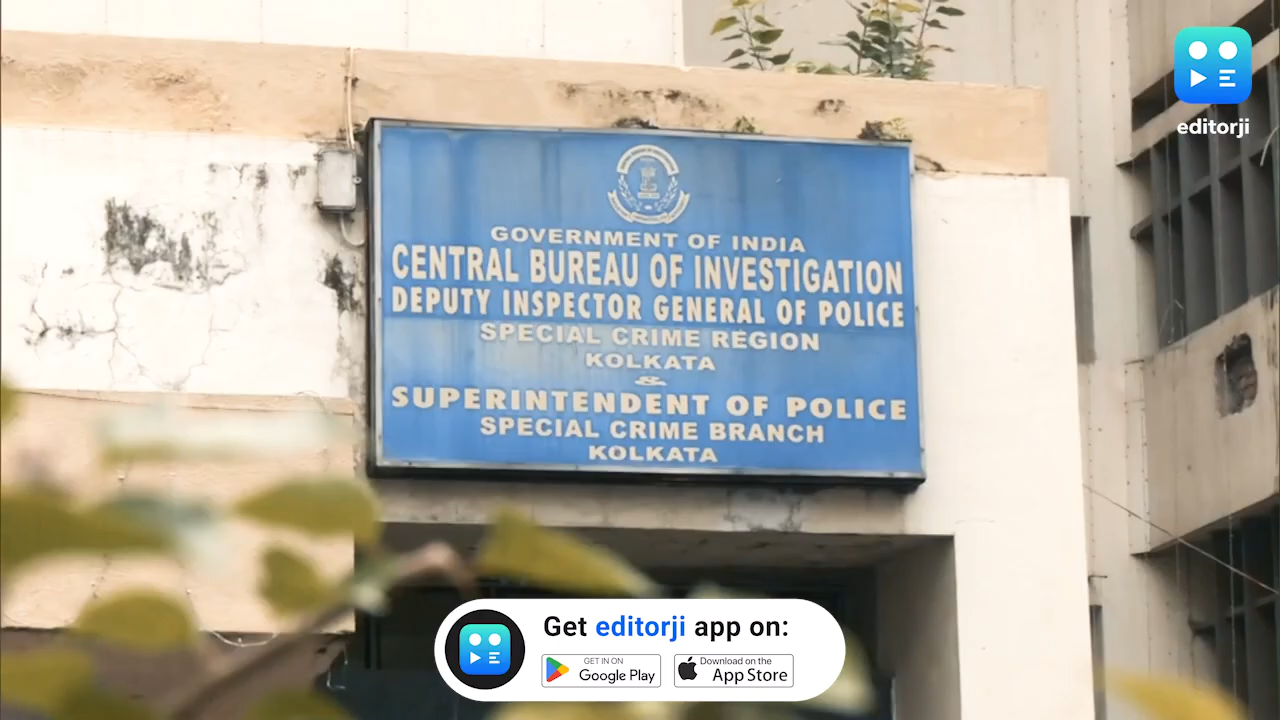 editorji
GOVERNMENT OF INDIA
CENTRAL BUREAU OF INVESTIGATION
DEPUTY INSPECTOR GENERAL OF POLICE
SPECIAL CRIME REGION
KOLKATA
&
SUPERINTENDENT OF POLICE
SPECIAL CRIME BRANCH
KOLKATA
Get editorji app on:
GET IN ON
Google Play
Download on the
App Store